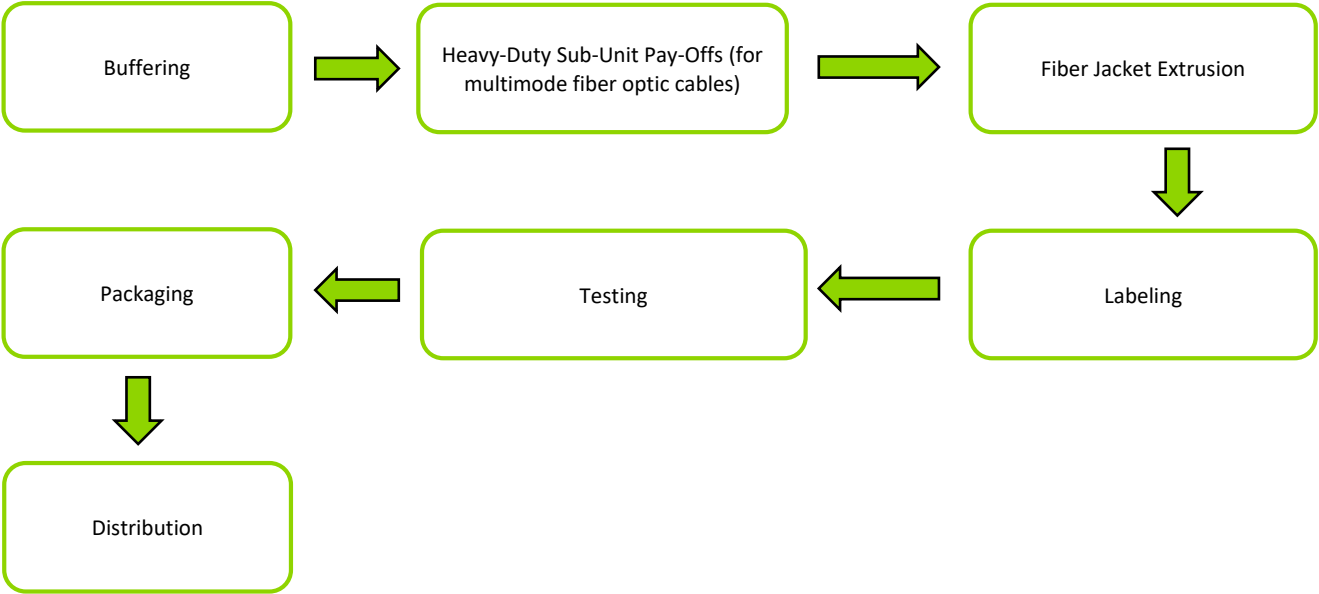 Buffering
Heavy-Duty Sub-Unit Pay-Offs (for
multimode fiber optic cables)
Fiber Jacket Extrusion
Labeling
Testing
Packaging
Distribution